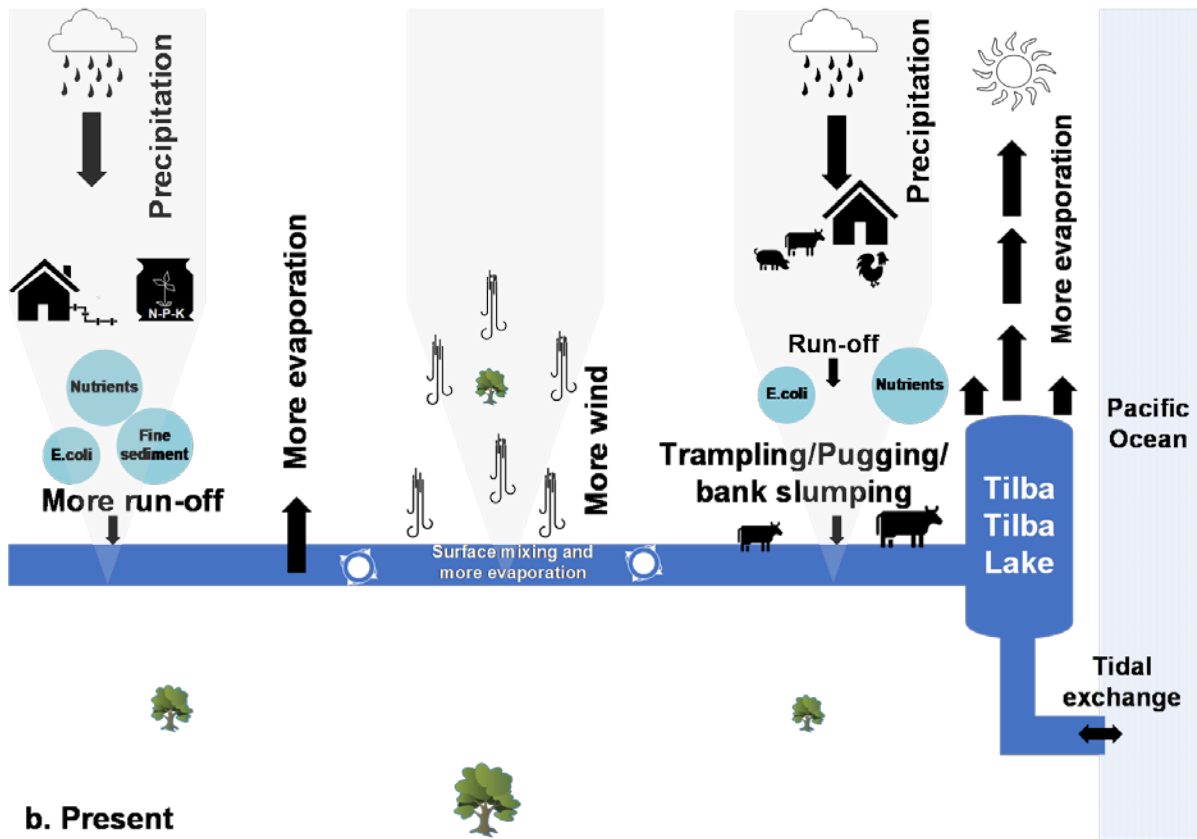 Precipitation
N-P-K
Nutrients
E.coli
Fine
sediment
More run-off
More evaporation
More wind
Surface mixing and
more evaporation
Precipitation
Run-off
E.coli
Nutrients
Trampling/Pugging/
bank slumping
More evaporation
Tilba
Tilba
Lake
Pacific
Ocean
Tidal
exchange
b. Present